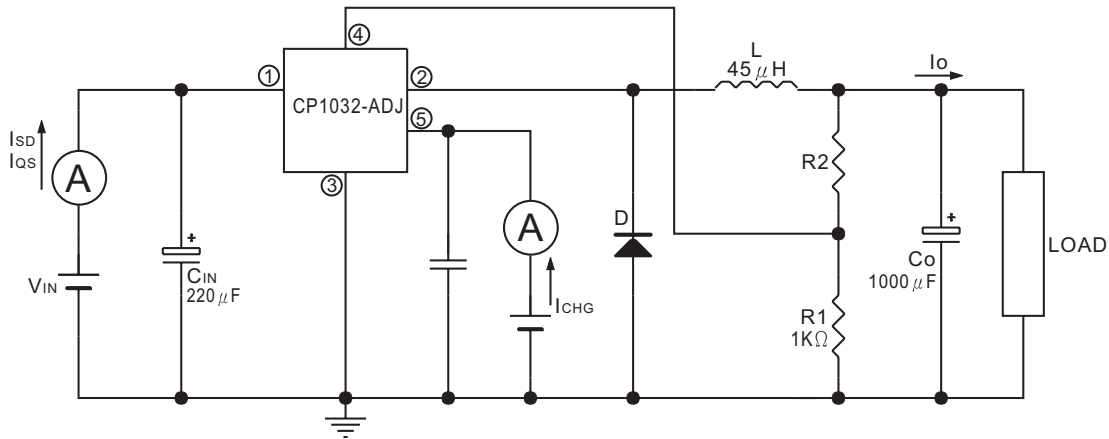 ④
①
CP1032-ADJ
②
⑤
③
ISD
IQS
A
VIN
+
CIN
220μF
A
ICHG
D
L
45μH
R2
R1
1KΩ
Io
+
Co
1000μF
LOAD